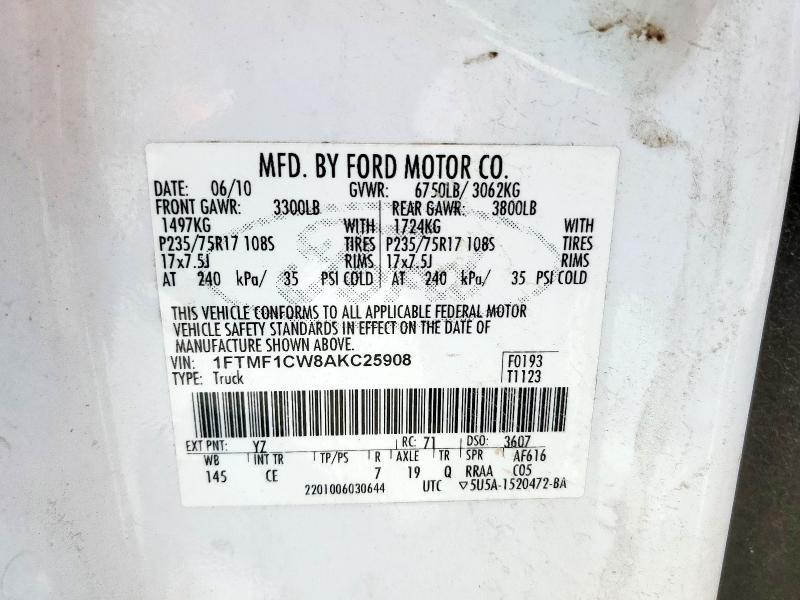 MFD. BY FORD MOTOR CO.
DATE: 06/10 GVWR: 6750LB/ 3062KG
FRONT GAWR: 3300LB REAR GAWR: 3800LB
1497KG WITH 1724KG WITH
P235/75R17 108S TIRES P235/75R17 108S TIRES
17x7.5J RIMS 17x7.5J RIMS
AT 240 kPa/ 35 PSI COLD AT 240 kPa/ 35 PSI COLD
THIS VEHICLE CONFORMS TO ALL APPLICABLE FEDERAL MOTOR
VEHICLE SAFETY STANDARDS IN EFFECT ON THE DATE OF
MANUFACTURE SHOWN ABOVE.
VIN: 1FTMF1CW8AKC25908 F0193
TYPE: Truck T1123
EXT PNT: YZ RC: 71 DSO: 3607
WB INT TR TP/PS R AXLE TR SPR AF616
145 CE 7 19 Q RRAA C05
2201006030644 UTC ▽5U5A-1520472-BA